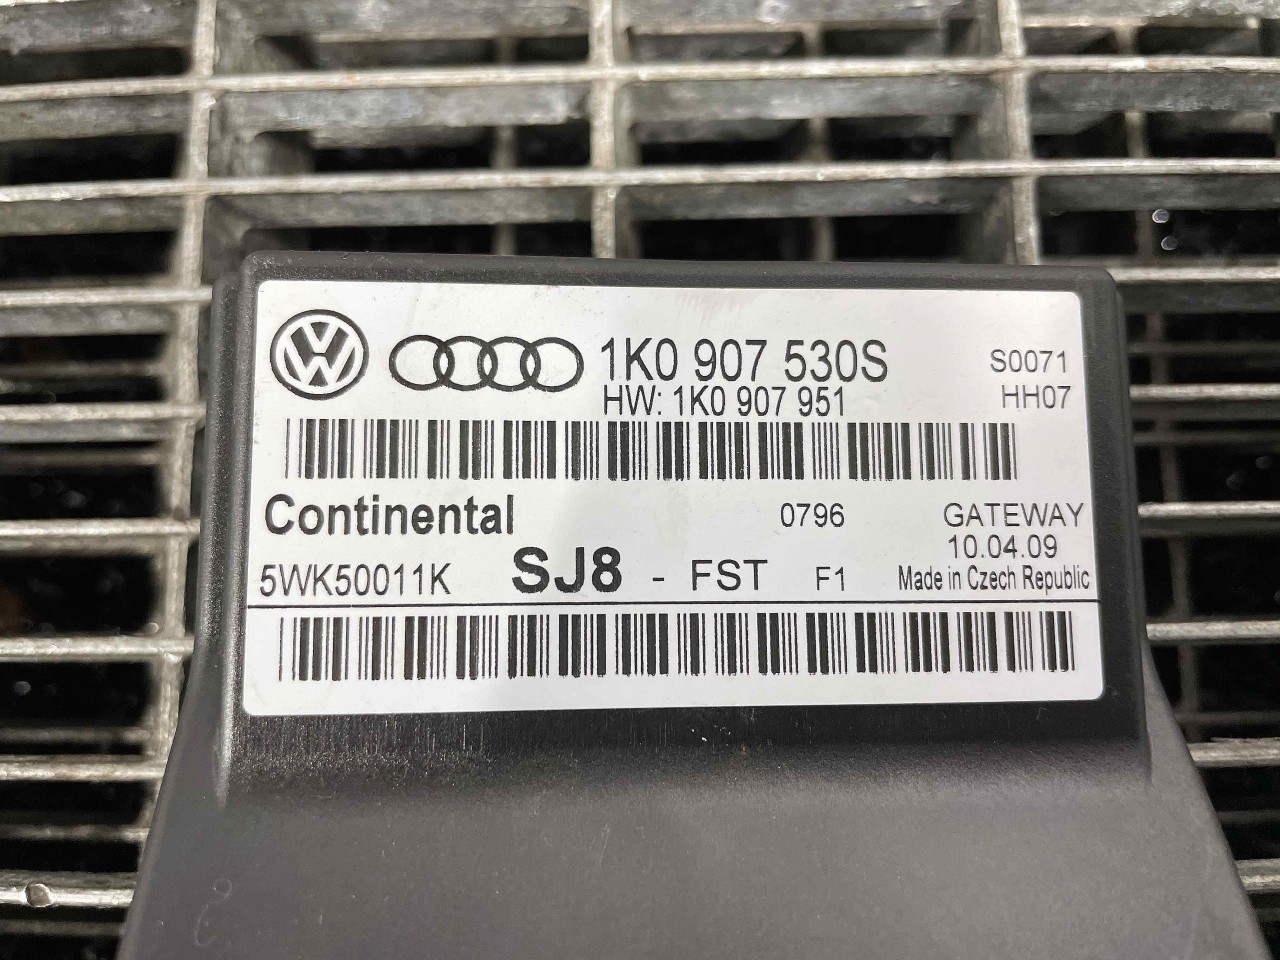 1K0 907 530S S0071
HW: 1K0 907 951 HH07
Continental 0796 GATEWAY
10.04.09
5WK50011K SJ8 - FST F1 Made in Czech Republic